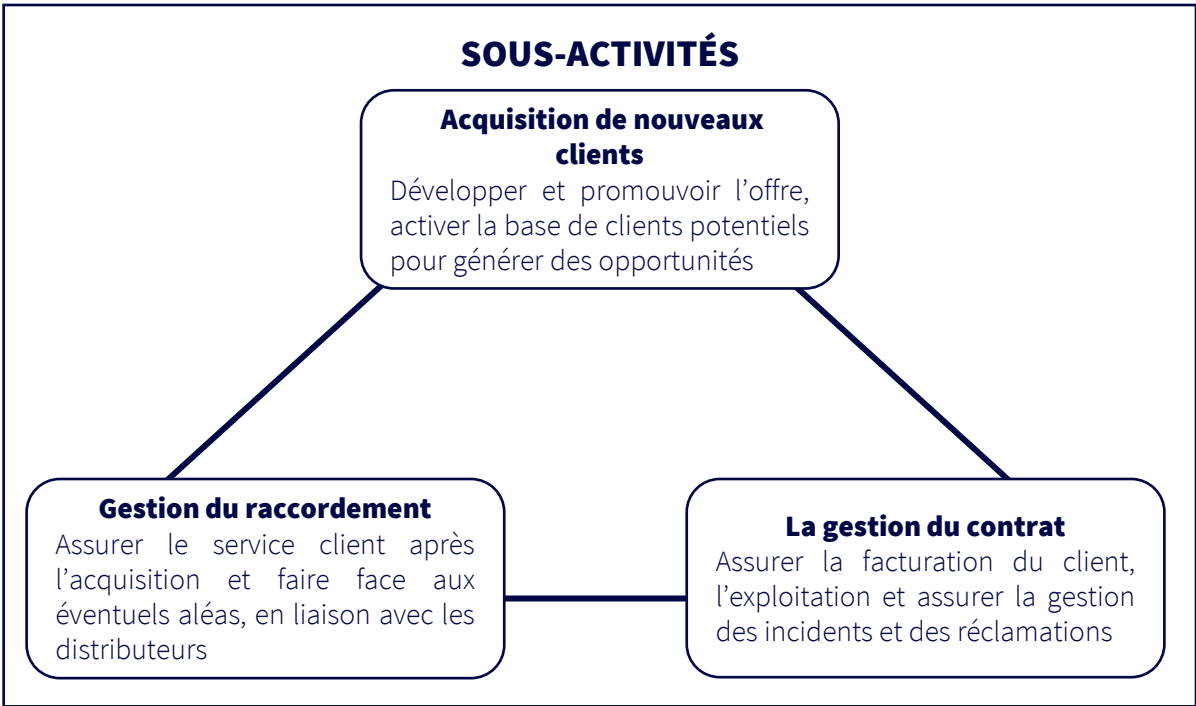 SOUS-ACTIVITÉS
Acquisition de nouveaux
clients
Développer et promouvoir l’offre,
activer la base de clients potentiels
pour générer des opportunités
Gestion du raccordement
Assurer le service client après
l’acquisition et faire face aux
éventuels aléas, en liaison avec les
distributeurs
La gestion du contrat
Assurer la facturation du client,
l’exploitation et assurer la gestion
des incidents et des réclamations